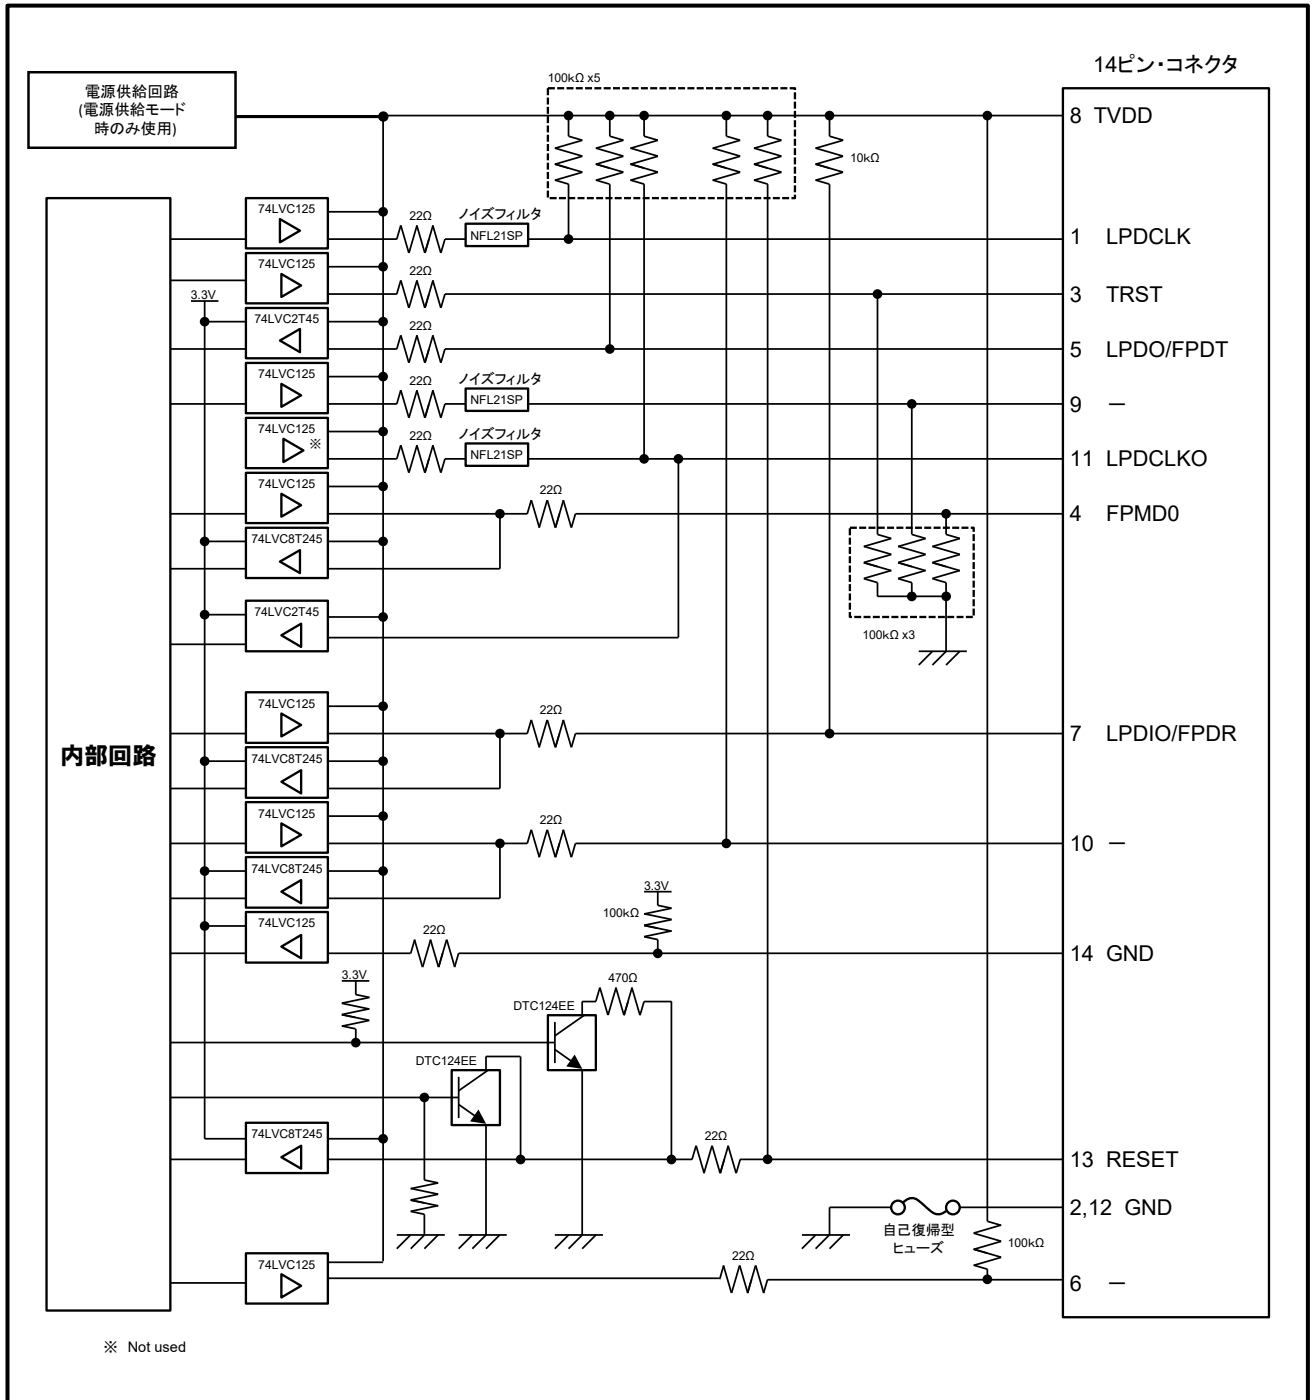 14ピン・コネクタ
電源供給回路
(電源供給モード
時のみ使用)
100kΩ x5
8 TVDD
10kΩ
74LVC125
22Ω
ノイズフィルタ
NFL21SP
1 LPDCLK
74LVC125
22Ω
3 TRST
3.3V
74LVC2T45
22Ω
5 LPDO/FPDT
74LVC125
22Ω
ノイズフィルタ
NFL21SP
9 －
74LVC125
※
22Ω
ノイズフィルタ
NFL21SP
11 LPDCLKO
74LVC125
22Ω
4 FPMD0
74LVC8T245
74LVC2T45
100kΩ x3
内部回路
74LVC125
22Ω
7 LPDIO/FPDR
74LVC8T245
74LVC125
22Ω
10 －
74LVC8T245
3.3V
100kΩ
74LVC125
22Ω
14 GND
3.3V
470Ω
DTC124EE
DTC124EE
74LVC8T245
22Ω
13 RESET
2,12 GND
自己復帰型
ヒューズ
100kΩ
74LVC125
22Ω
6 －
※ Not used